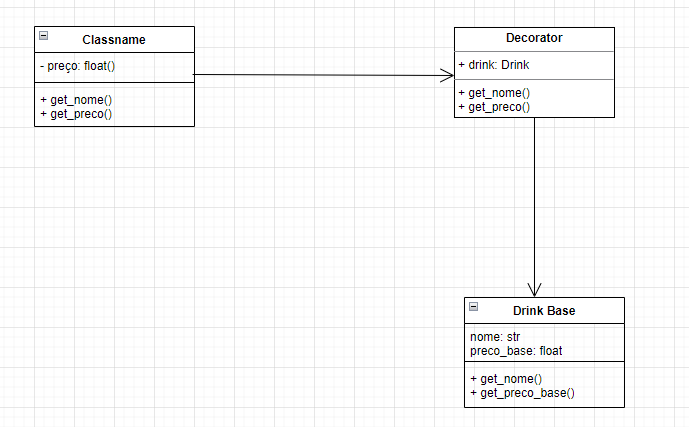 Classname
- preço: float()
+ get_nome()
+ get_preco()
Decorator
+ drink: Drink
+ get_nome()
+ get_preco()
Drink Base
nome: str
preco_base: float
+ get_nome()
+ get_preco_base()